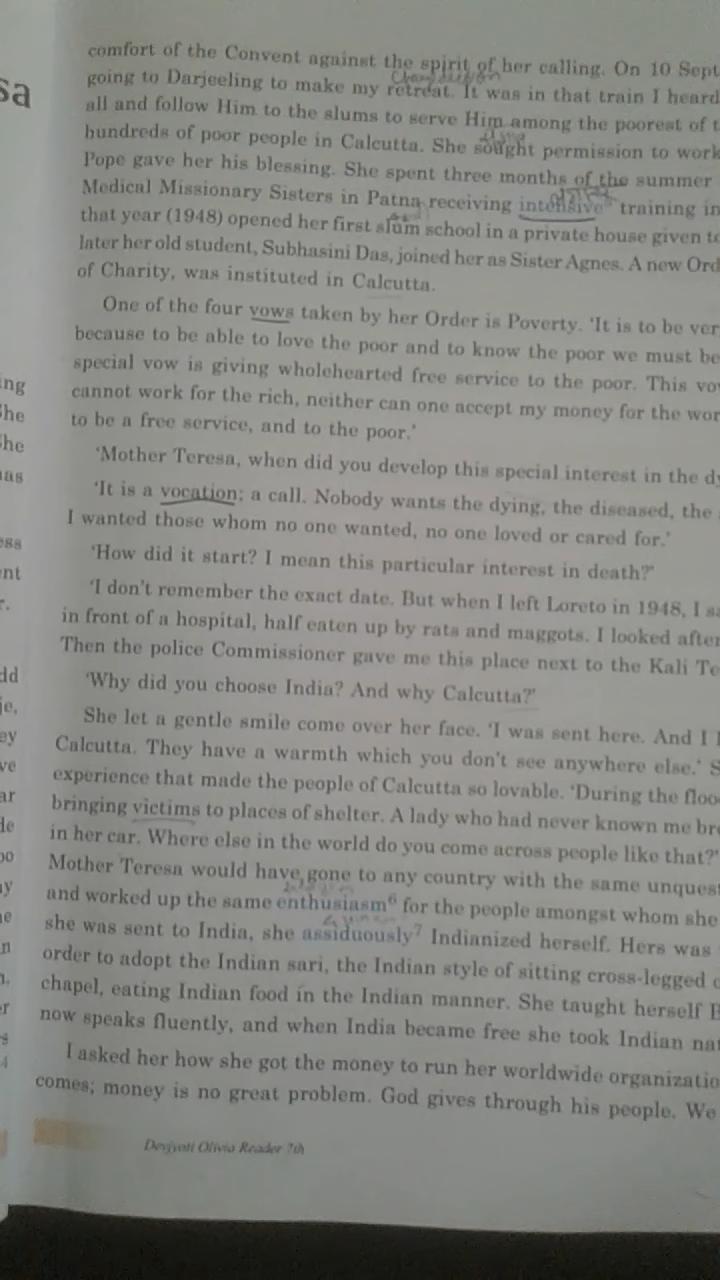 sa
comfort of the Convent against the spirit of her calling. On 10 Sept
going to Darjeeling to make my retreat. It was in that train I heard
all and follow Him to the slums to serve Him among the poorest of t
hundreds of poor people in Calcutta. She sought permission to work
Pope gave her his blessing. She spent three months of the summer
Medical Missionary Sisters in Patna receiving intensive training in
that year (1948) opened her first slum school in a private house given to
later her old student, Subhasini Das, joined her as Sister Agnes. A new Ord
of Charity, was instituted in Calcutta.
One of the four vows taken by her Order is Poverty. 'It is to be ver
because to be able to love the poor and to know the poor we must be
special vow is giving wholehearted free service to the poor. This vo
cannot work for the rich, neither can one accept my money for the wor
to be a free service, and to the poor.'
'Mother Teresa, when did you develop this special interest in the dy
'It is a vocation; a call. Nobody wants the dying, the diseased, the
I wanted those whom no one wanted, no one loved or cared for.'
'How did it start? I mean this particular interest in death?'
'I don't remember the exact date. But when I left Loreto in 1948, I sa
in front of a hospital, half eaten up by rats and maggots. I looked after
Then the police Commissioner gave me this place next to the Kali Te
'Why did you choose India? And why Calcutta?'
She let a gentle smile come over her face. 'I was sent here. And I
Calcutta. They have a warmth which you don't see anywhere else.' S
experience that made the people of Calcutta so lovable. 'During the floo
bringing victims to places of shelter. A lady who had never known me bro
in her car. Where else in the world do you come across people like that?'
Mother Teresa would have gone to any country with the same unquest
and worked up the same enthusiasm⁶ for the people amongst whom she
she was sent to India, she assiduously⁷ Indianized herself. Hers was
order to adopt the Indian sari, the Indian style of sitting cross-legged o
chapel, eating Indian food in the Indian manner. She taught herself B
now speaks fluently, and when India became free she took Indian nat
I asked her how she got the money to run her worldwide organizatio
comes; money is no great problem. God gives through his people. We
Devjyoti Olivia Reader 7th